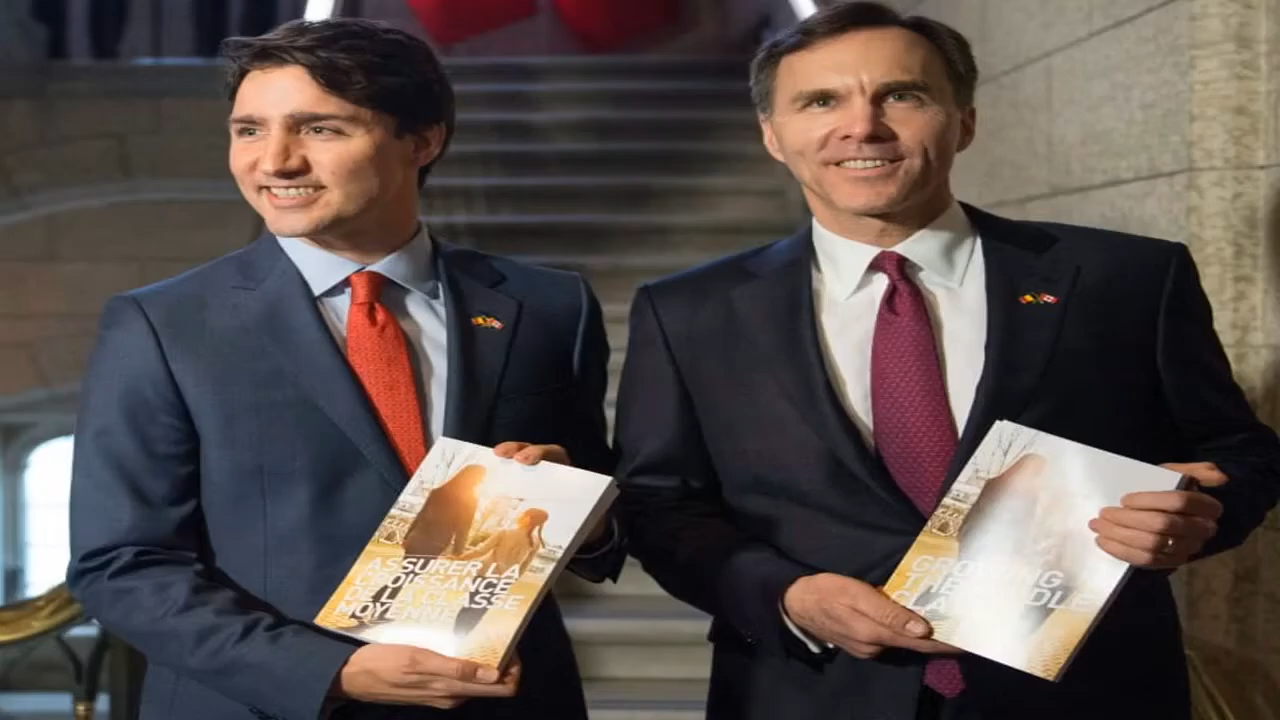 ASSURER LA
CROISSANCE
DE LA CLASSE
MOYENNE
GROWING
THE MIDDLE
CLASS